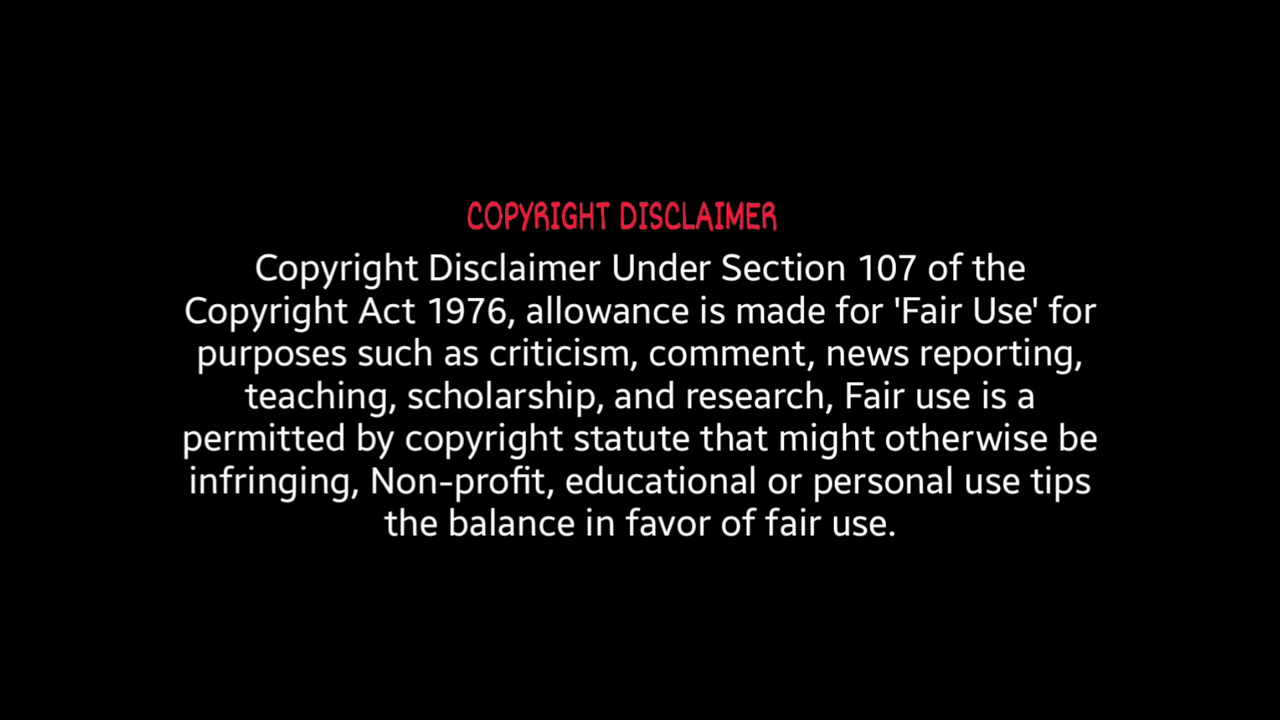 COPYRIGHT DISCLAIMER
Copyright Disclaimer Under Section 107 of the
Copyright Act 1976, allowance is made for 'Fair Use' for
purposes such as criticism, comment, news reporting,
teaching, scholarship, and research, Fair use is a
permitted by copyright statute that might otherwise be
infringing, Non-profit, educational or personal use tips
the balance in favor of fair use.